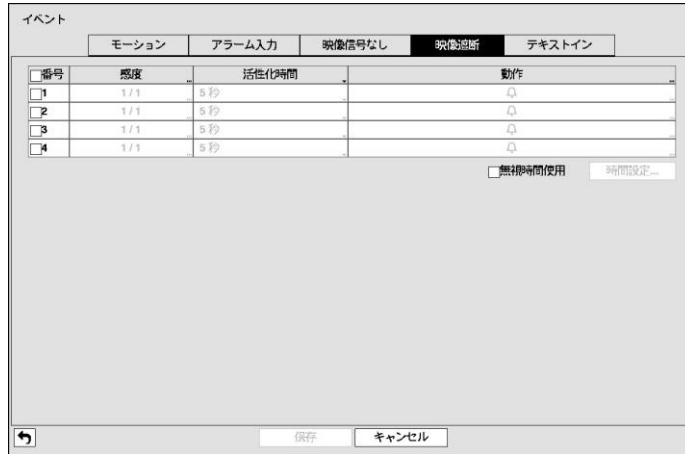 イベント
モーション アラーム入力 映像信号なし 映像遮断 テキストイン
番号 感度 ... 活性化時間 動作 ...
1 1 / 1 ... 5 秒 ... ...
2 1 / 1 ... 5 秒 ... ...
3 1 / 1 ... 5 秒 ... ...
4 1 / 1 ... 5 秒 ... ...
無視時間使用 時間設定...
保存 キャンセル